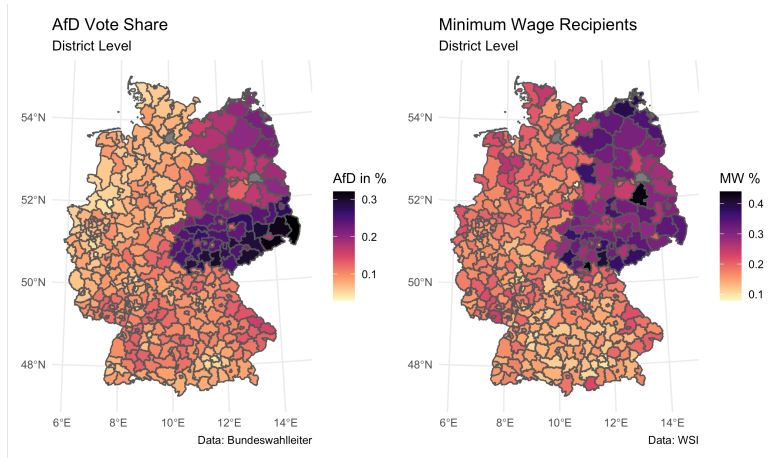 AfD Vote Share
District Level
54°N
52°N
50°N
48°N
6°E 8°E 10°E 12°E 14°E
AfD in %
0.3
0.2
0.1
Data: Bundeswahlleiter
Minimum Wage Recipients
District Level
54°N
52°N
50°N
48°N
6°E 8°E 10°E 12°E 14°E
MW %
0.4
0.3
0.2
0.1
Data: WSI